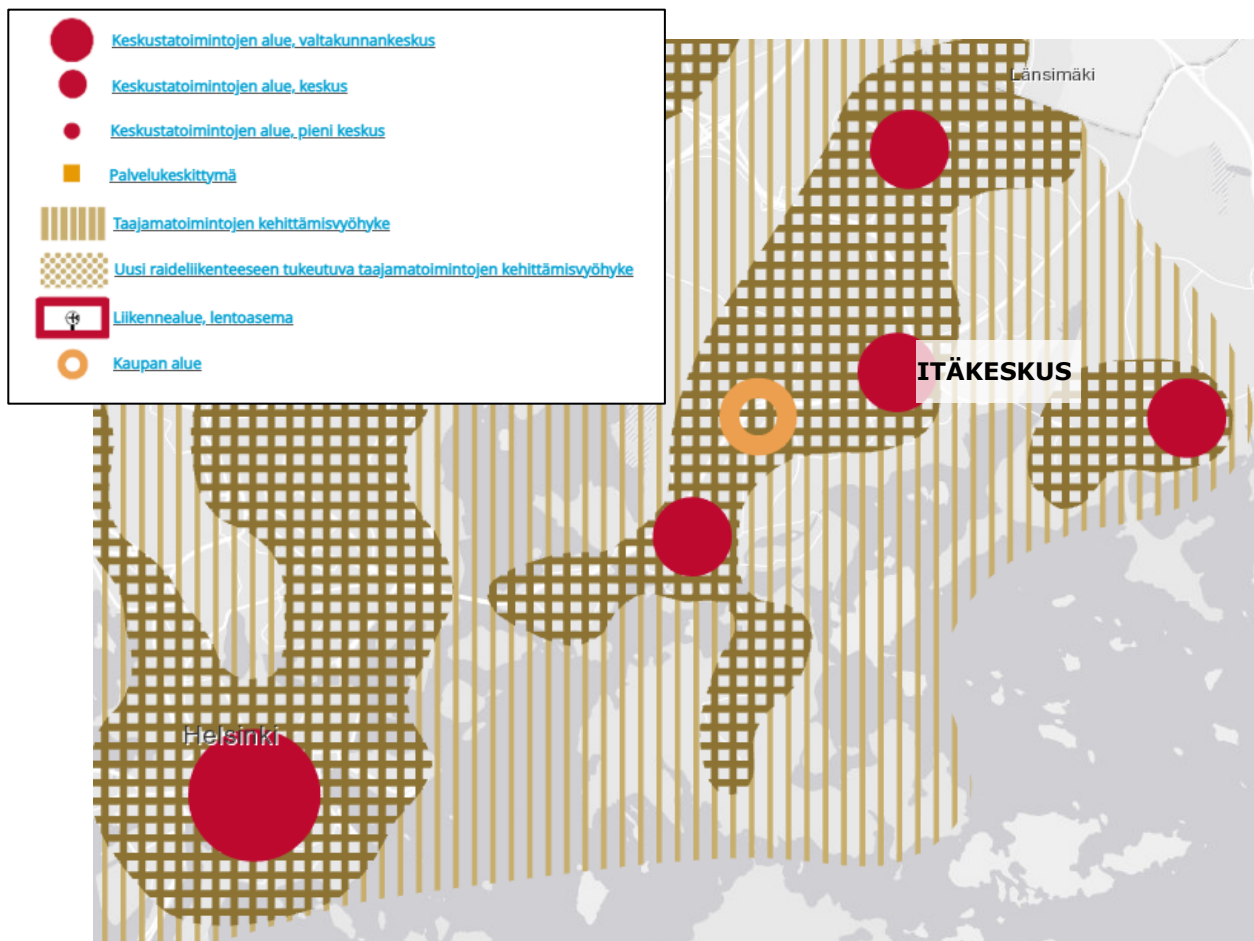 Keskustatoimintojen alue, valtakunnankeskus
Keskustatoimintojen alue, keskus
Keskustatoimintojen alue, pieni keskus
Palvelukeskittymä
Taajamatoimintojen kehittämisvyöhyke
Uusi raideliikenteeseen tukeutuva taajamatoimintojen kehittämisvyöhyke
Liikennealue, lentoasema
Kaupan alue
Länsimäki
ITÄKESKUS
Helsinki